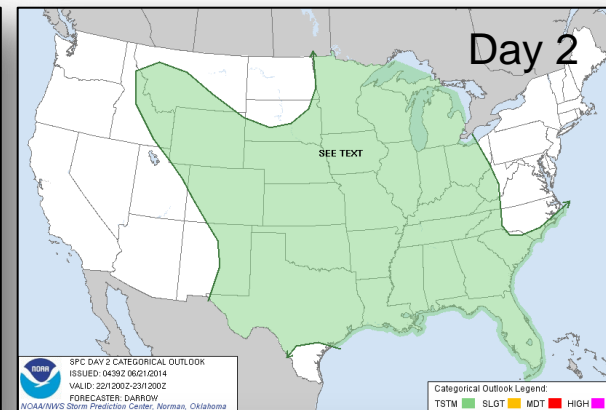 Day 2
SEE TEXT
NOAA
SPC DAY 2 CATEGORICAL OUTLOOK
ISSUED: 0439Z 06/21/2014
VALID: 22/1200Z-23/1200Z
FORECASTER: DARROW
NOAA/NWS Storm Prediction Center, Norman, Oklahoma
Categorical Outlook Legend:
TSTM SLGT MDT HIGH